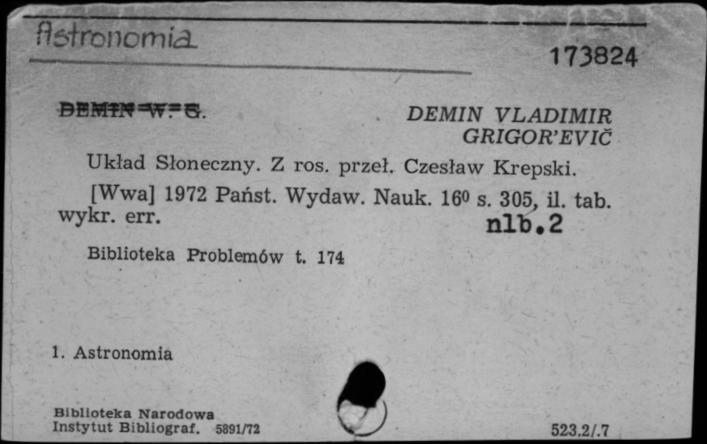 Astronomia
173824
DEMIN W. G.
DEMIN VLADIMIR
GRIGOR'EVIČ
Układ Słoneczny. Z ros. przeł. Czesław Krepski.
[Wwa] 1972 Państ. Wydaw. Nauk. 16⁰ s. 305, il. tab.
wykr. err.
nlb.2
Biblioteka Problemów t. 174
1. Astronomia
Biblioteka Narodowa
Instytut Bibliograf. 5891/72
523.2/.7